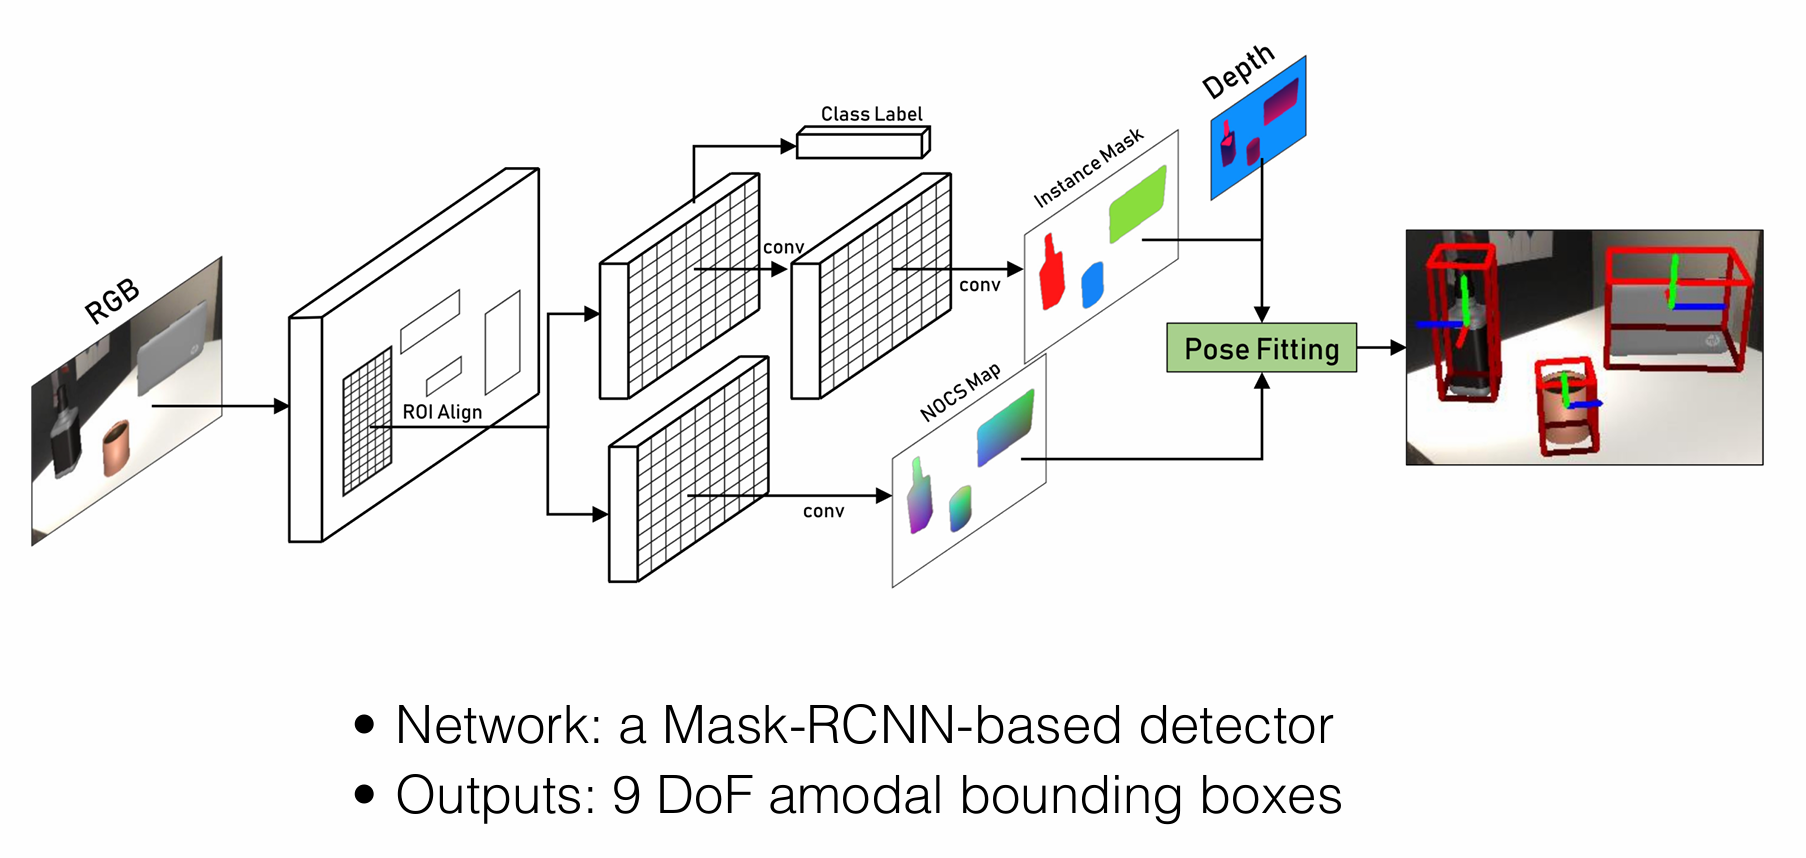 Depth
Class Label
Instance Mask
conv
conv
RGB
Pose Fitting
NOCS Map
ROI Align
conv
• Network: a Mask-RCNN-based detector
• Outputs: 9 DoF amodal bounding boxes